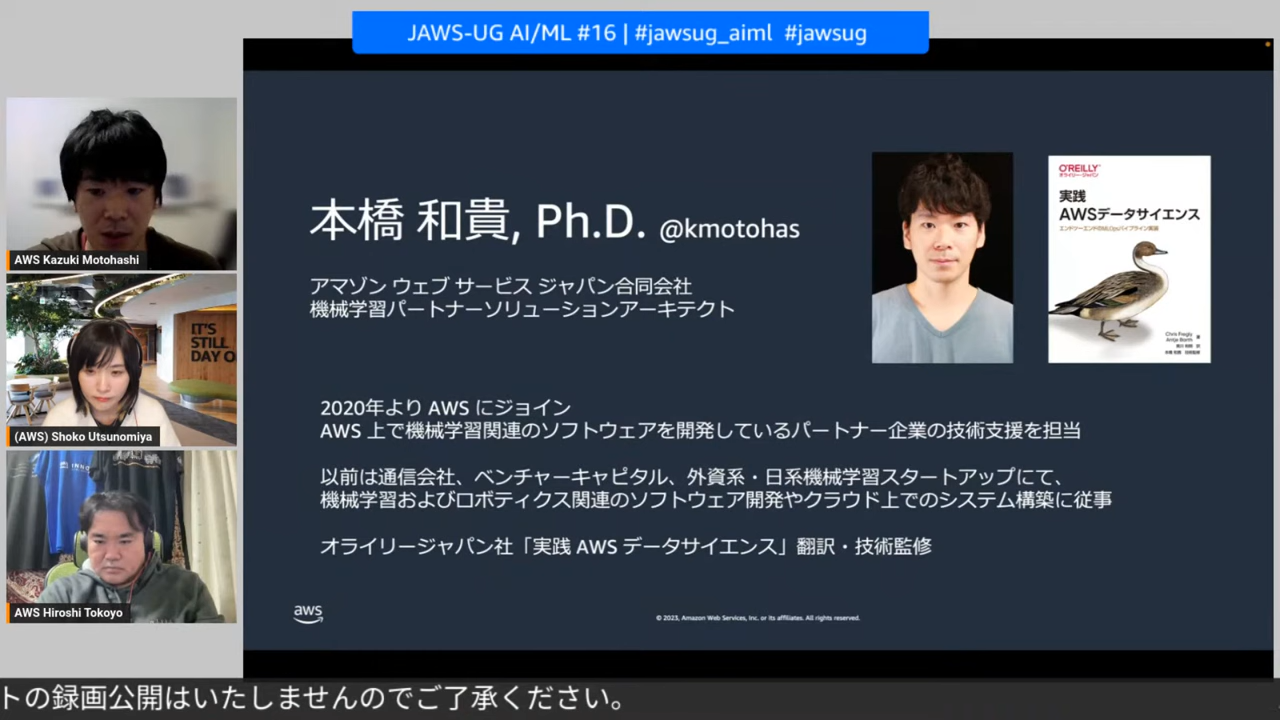 JAWS-UG AI/ML #16 | #jawsug_aiml #jawsug
AWS Kazuki Motohashi
IT'S
STILL
DAY O
(AWS) Shoko Utsunomiya
AWS Hiroshi Tokoyo
本橋 和貴, Ph.D. @kmotohas
アマゾン ウェブ サービス ジャパン合同会社
機械学習パートナーソリューションアーキテクト
O'REILLY
オライリー・ジャパン
実践
AWSデータサイエンス
エンドツーエンドのMLOpsパイプライン実装
Chris Fregly
Antje Barth
2020年より AWS にジョイン
AWS 上で機械学習関連のソフトウェアを開発しているパートナー企業の技術支援を担当
以前は通信会社、ベンチャーキャピタル、外資系・日系機械学習スタートアップにて、
機械学習およびロボティクス関連のソフトウェア開発やクラウド上でのシステム構築に従事
オライリージャパン社「実践 AWS データサイエンス」翻訳・技術監修
aws
© 2023, Amazon Web Services, Inc. or its affiliates. All rights reserved.
トの録画公開はいたしませんのでご了承ください。